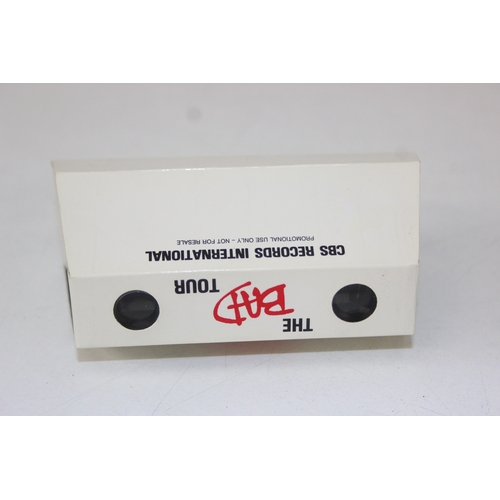 THE
BAD
TOUR
CBS RECORDS INTERNATIONAL
PROMOTIONAL USE ONLY – NOT FOR RESALE